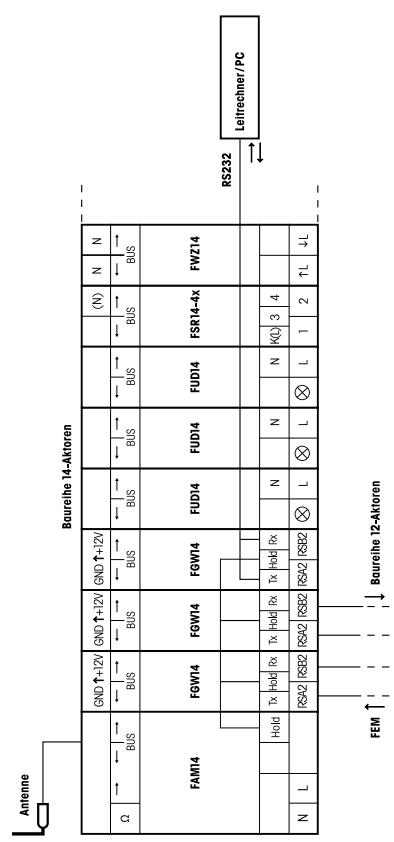 Antenne
Baureihe 14-Aktoren
Ω → ← → BUS
GND ↑ +12V GND ↑ +12V GND ↑ +12V
← → BUS ← → BUS ← → BUS
← → BUS ← → BUS ← → BUS
(N) N N
← → BUS ← → BUS
FAM14 FGW14 FGW14 FGW14 FUD14 FUD14 FUD14 FSR14-4x FWZ14
RS232
Leitrechner/PC
Hold Tx Hold Rx Tx Hold Rx Tx Hold Rx N N N K(L) 3 4
N L RSA2 RSB2 RSA2 RSB2 RSA2 RSB2 L L L 1 2 ↑L ↓L
FEM
Baureihe 12-Aktoren